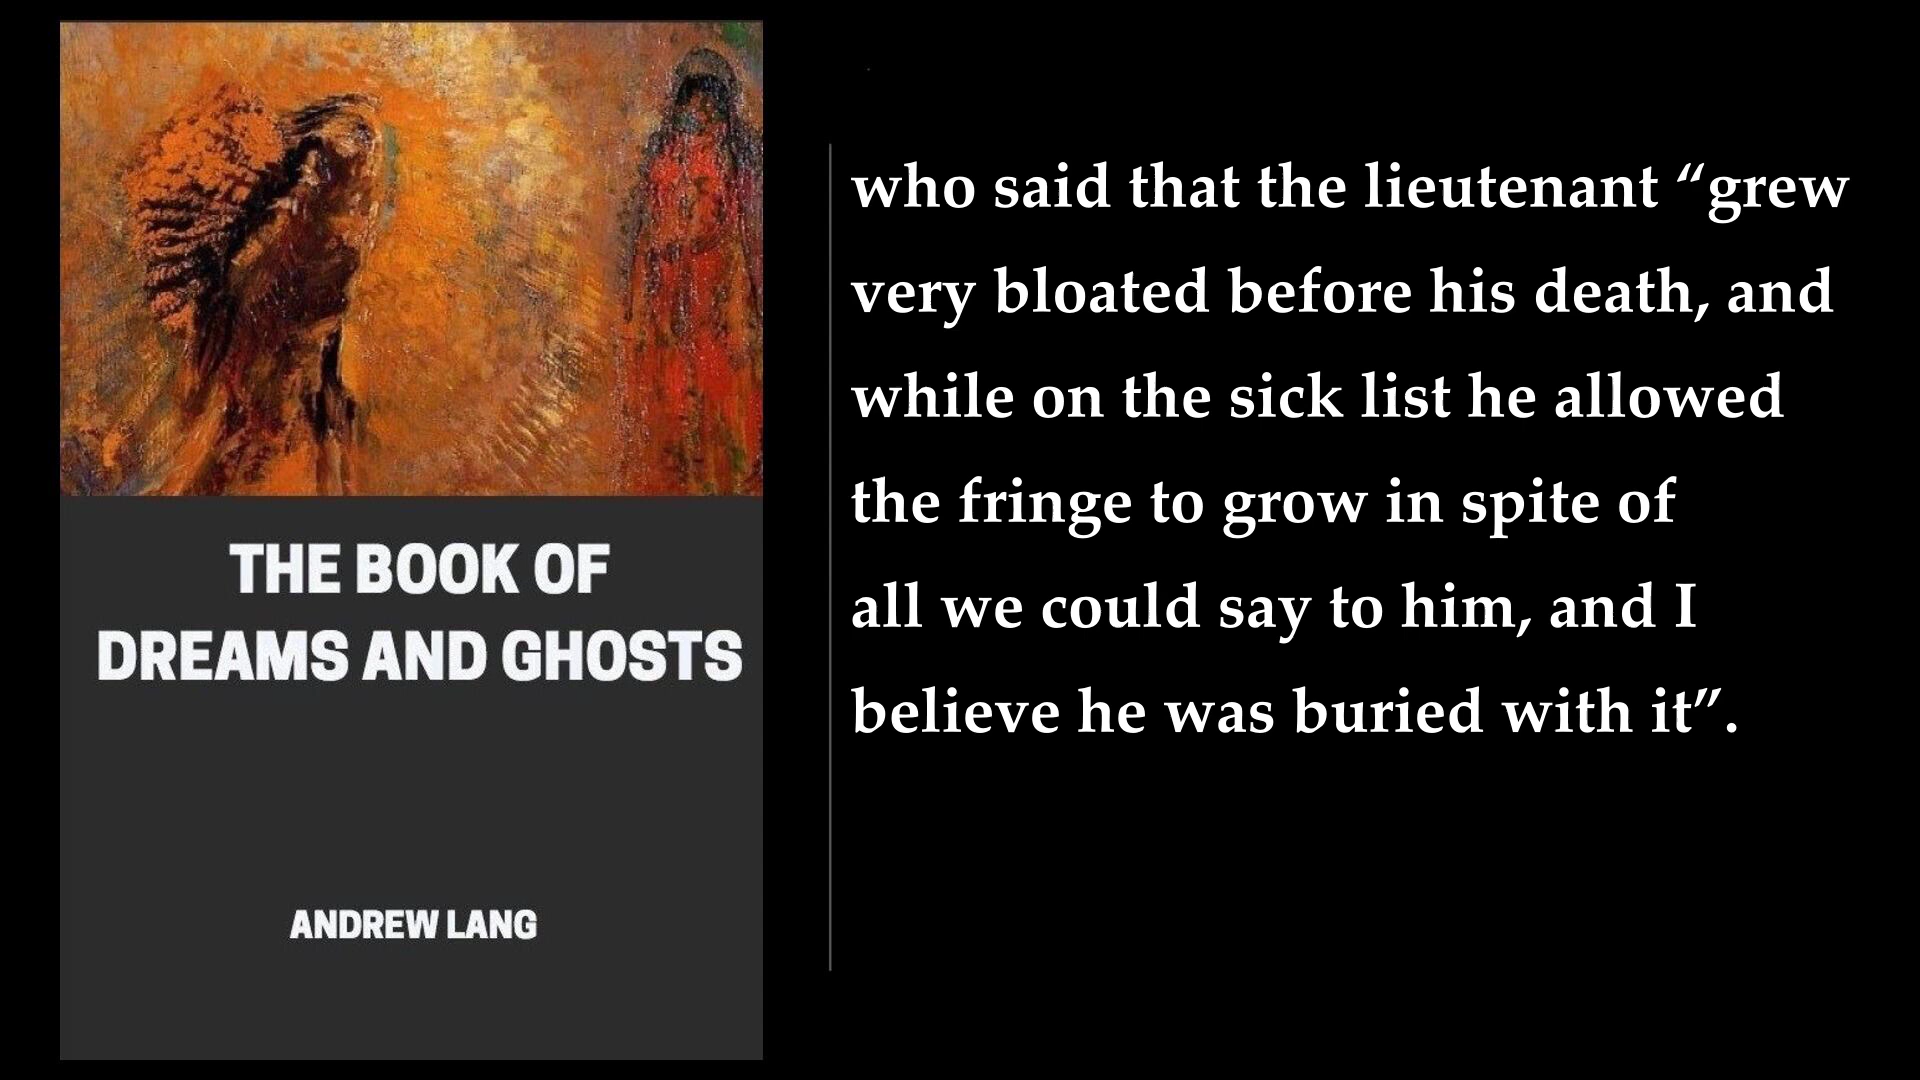 THE BOOK OF
DREAMS AND GHOSTS
ANDREW LANG
who said that the lieutenant “grew
very bloated before his death, and
while on the sick list he allowed
the fringe to grow in spite of
all we could say to him, and I
believe he was buried with it”.